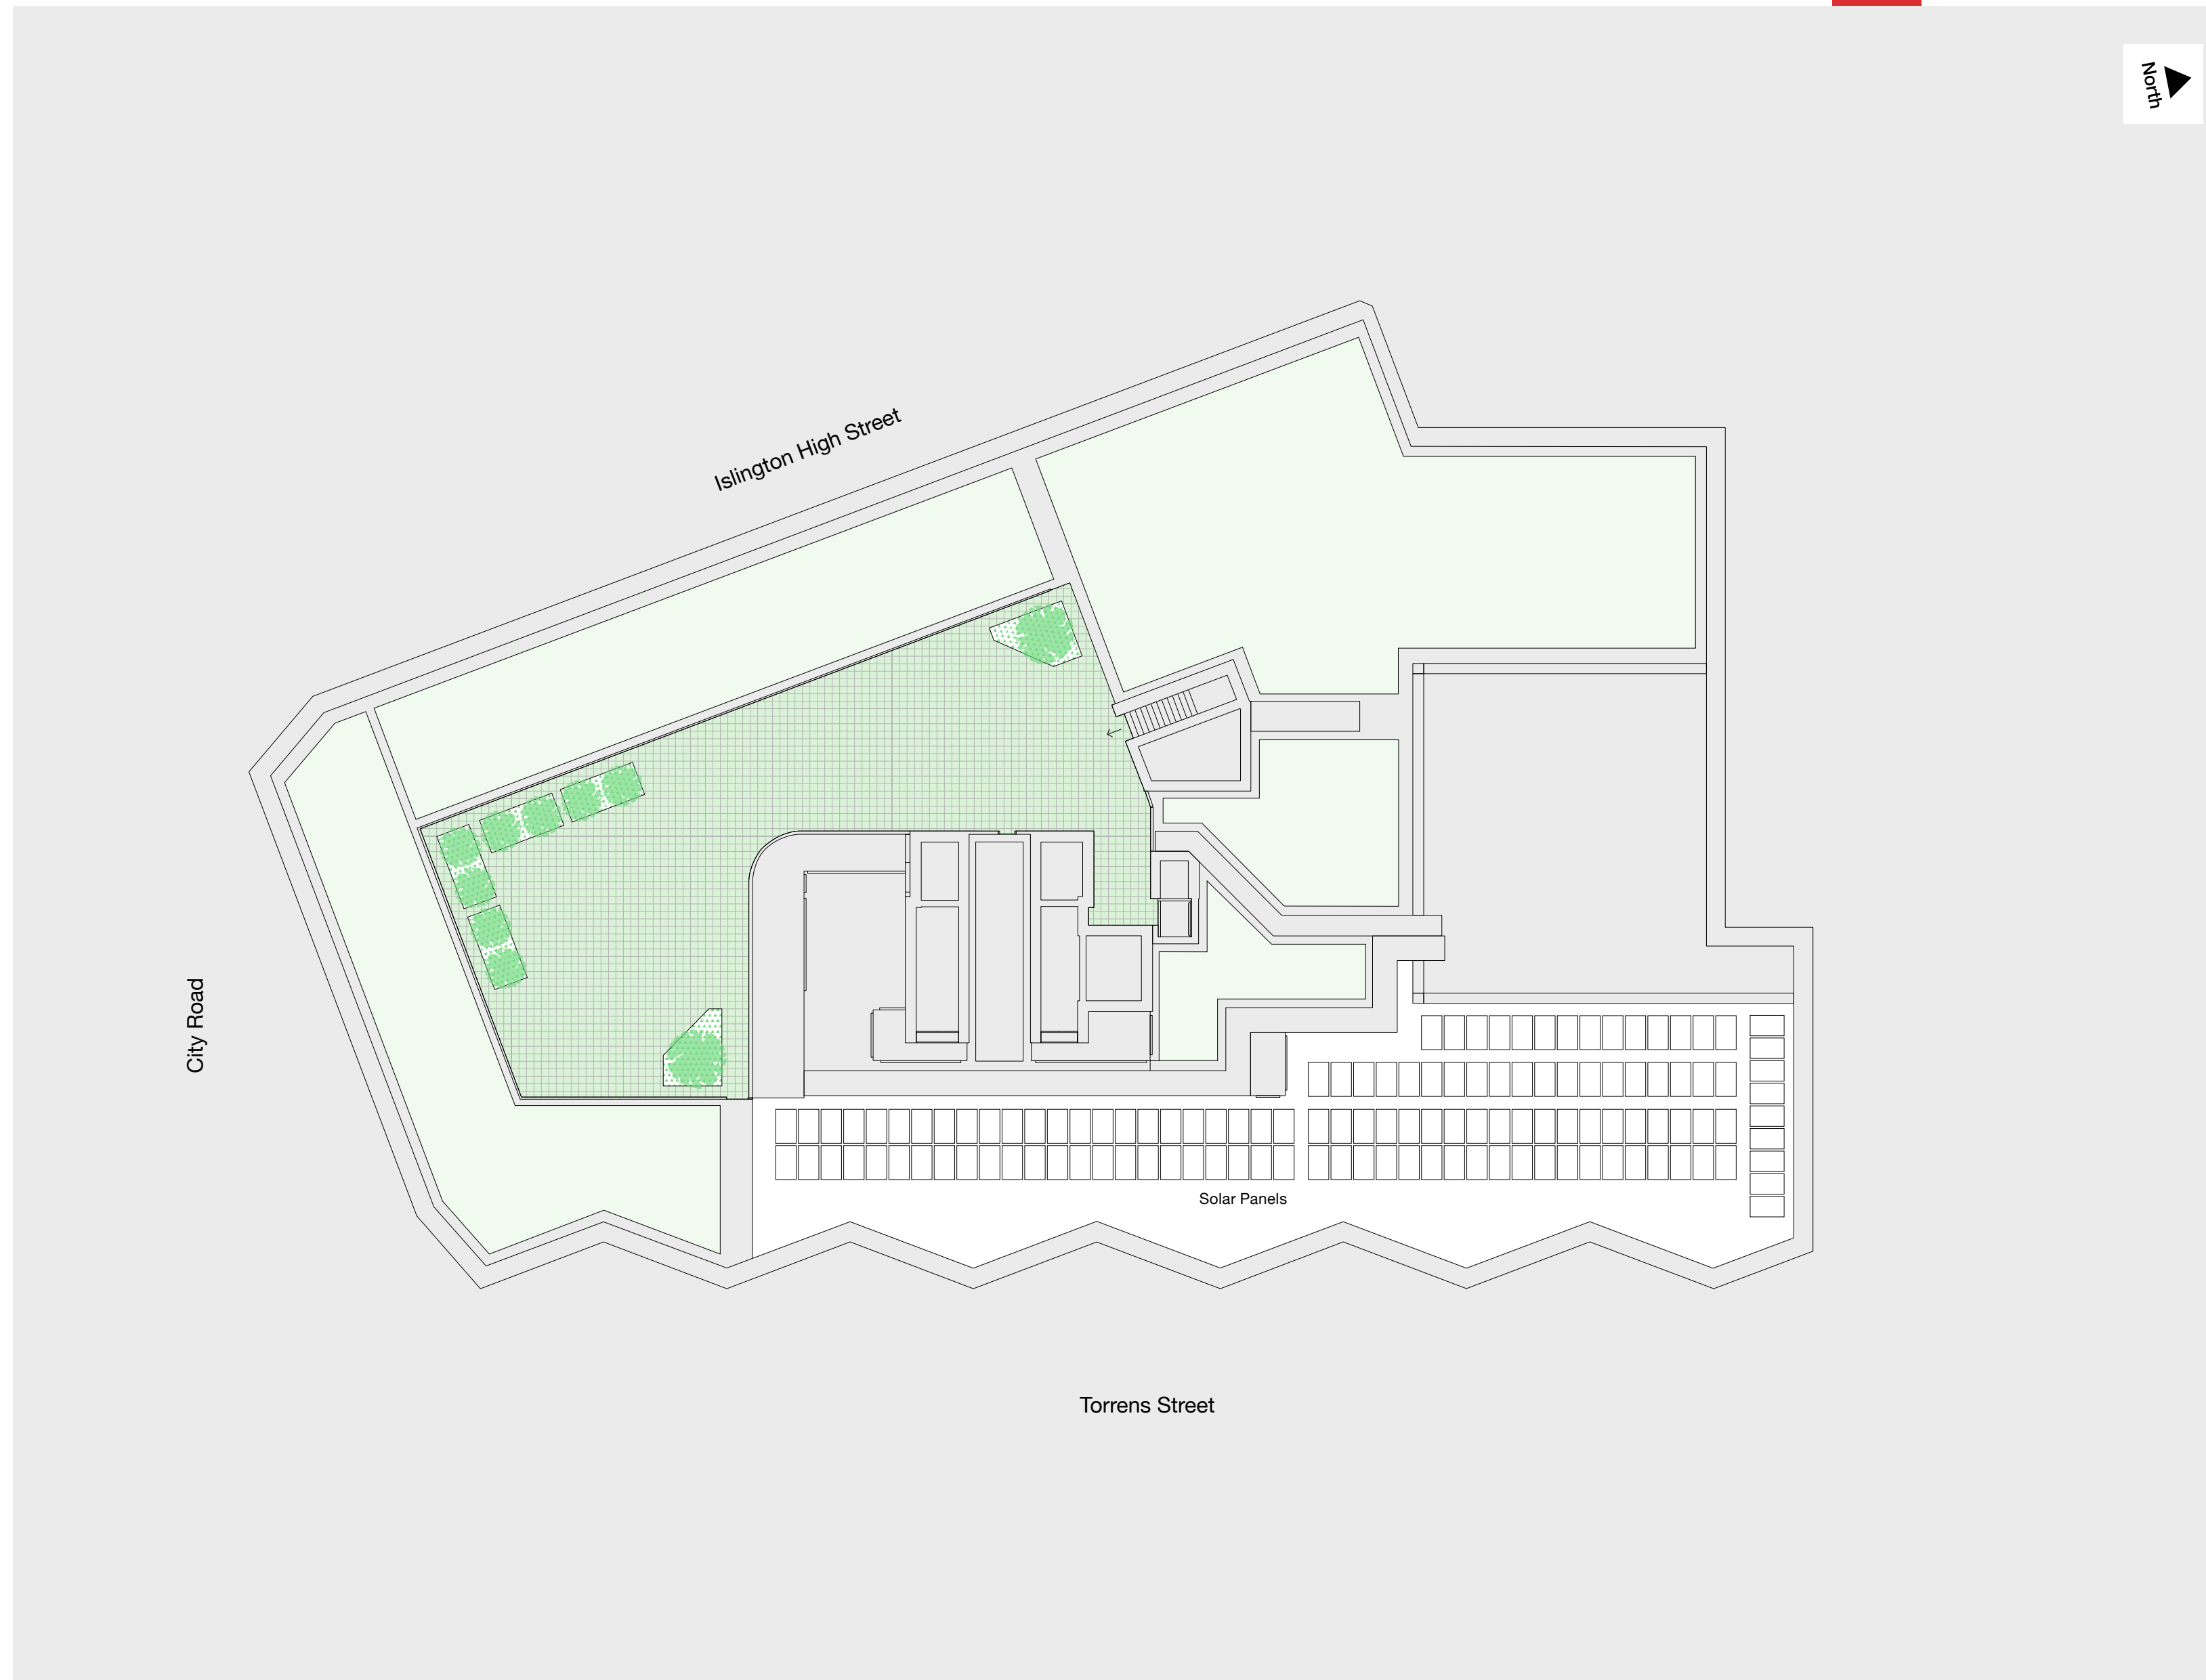 North
Islington High Street
City Road
Solar Panels
Torrens Street